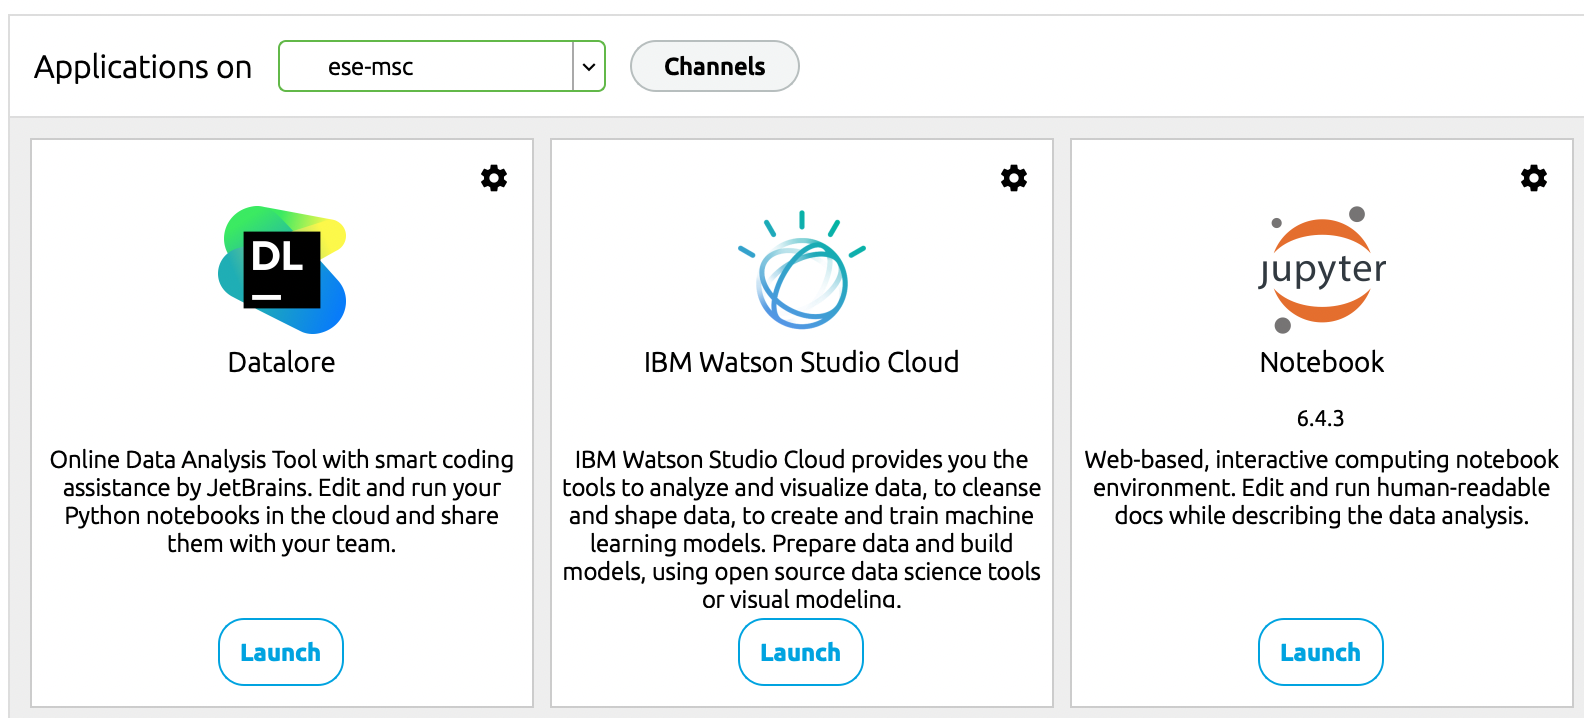 Applications on
ese-msc
Channels
DL
Datalore
Online Data Analysis Tool with smart coding
assistance by JetBrains. Edit and run your
Python notebooks in the cloud and share
them with your team.
Launch
IBM Watson Studio Cloud
IBM Watson Studio Cloud provides you the
tools to analyze and visualize data, to cleanse
and shape data, to create and train machine
learning models. Prepare data and build
models, using open source data science tools
or visual modeling.
Launch
jupyter
Notebook
6.4.3
Web-based, interactive computing notebook
environment. Edit and run human-readable
docs while describing the data analysis.
Launch